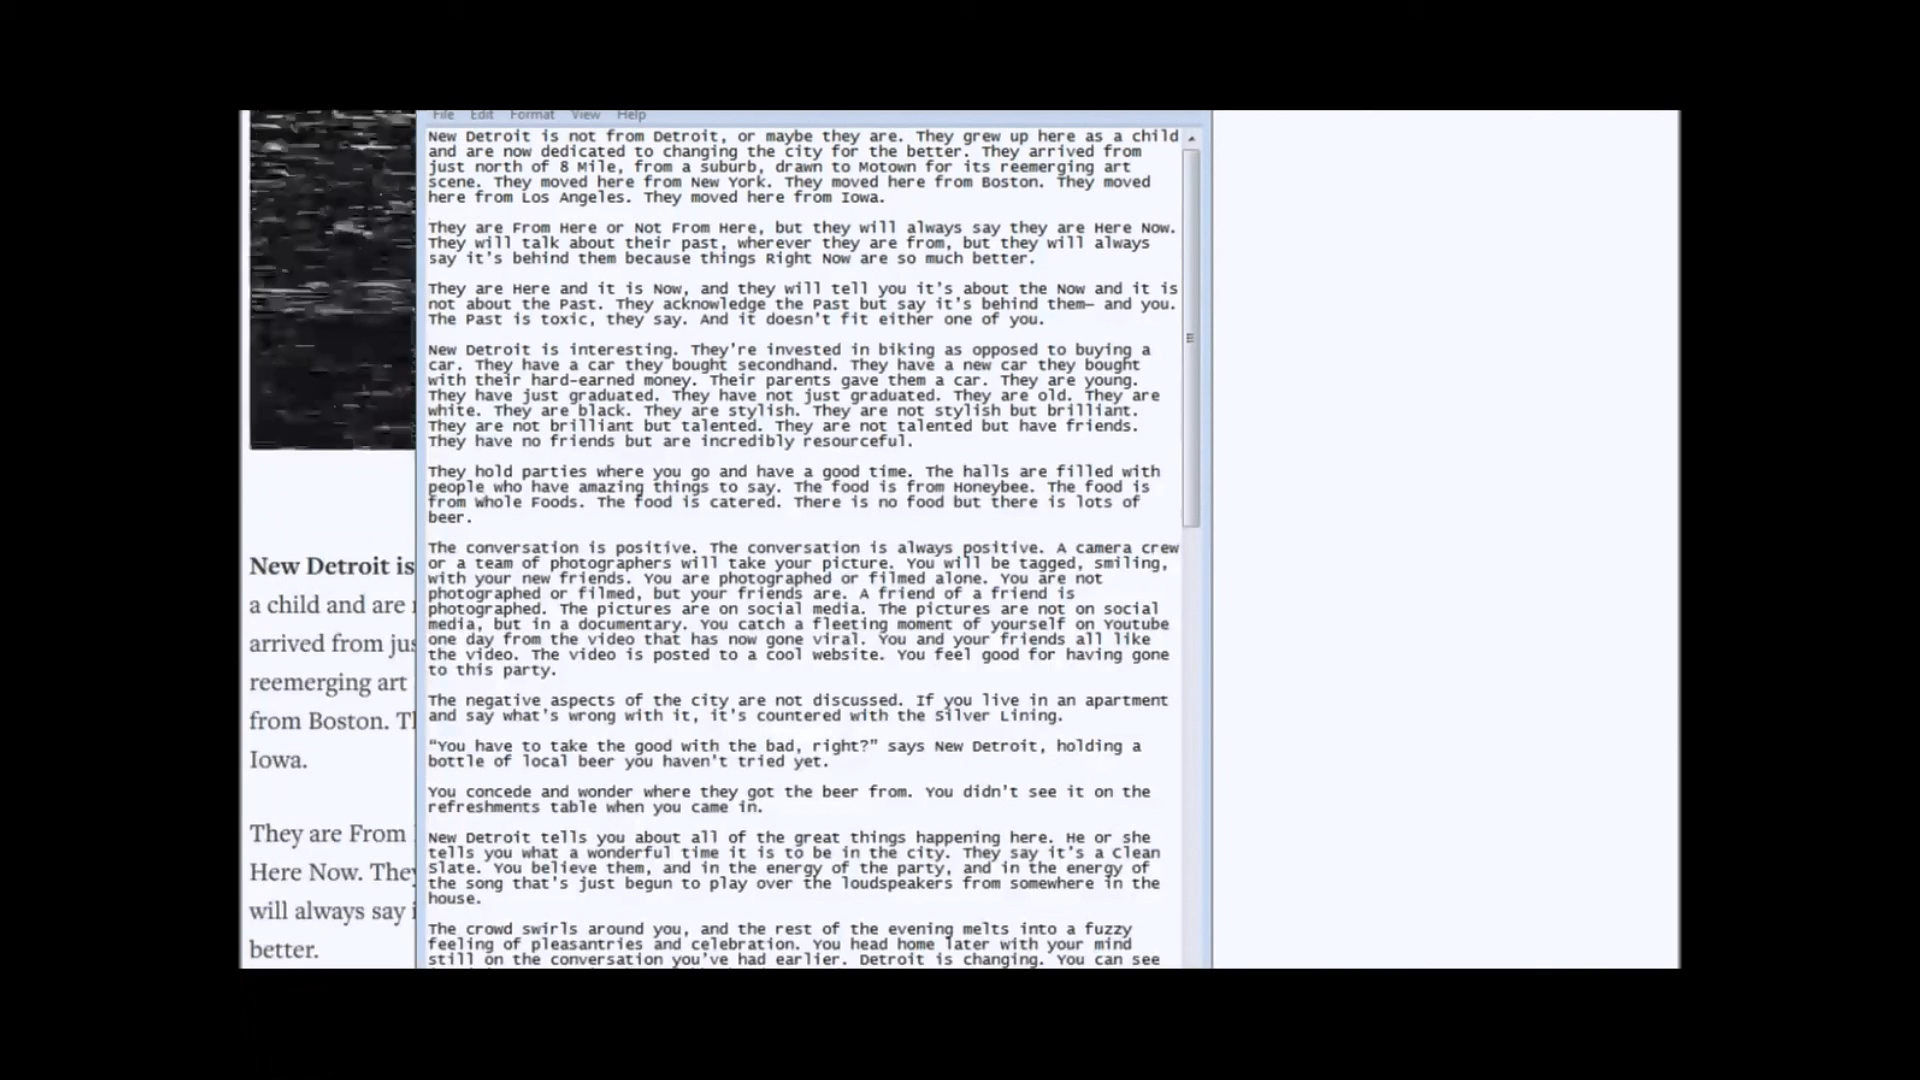 File Edit Format View Help
New Detroit is not from Detroit, or maybe they are. They grew up here as a child
and are now dedicated to changing the city for the better. They arrived from
just north of 8 Mile, from a suburb, drawn to Motown for its reemerging art
scene. They moved here from New York. They moved here from Boston. They moved
here from Los Angeles. They moved here from Iowa.
They are From Here or Not From Here, but they will always say they are Here Now.
They will talk about their past, wherever they are from, but they will always
say it's behind them because things Right Now are so much better.
They are Here and it is Now, and they will tell you it's about the Now and it is
not about the Past. They acknowledge the Past but say it's behind them— and you.
The Past is toxic, they say. And it doesn't fit either one of you.
New Detroit is interesting. They're invested in biking as opposed to buying a
car. They have a car they bought secondhand. They have a new car they bought
with their hard-earned money. Their parents gave them a car. They are young.
They have just graduated. They have not just graduated. They are old. They are
white. They are black. They are stylish. They are not stylish but brilliant.
They are not brilliant but talented. They are not talented but have friends.
They have no friends but are incredibly resourceful.
They hold parties where you go and have a good time. The halls are filled with
people who have amazing things to say. The food is from Honeybee. The food is
from Whole Foods. The food is catered. There is no food but there is lots of
beer.
The conversation is positive. The conversation is always positive. A camera crew
or a team of photographers will take your picture. You will be tagged, smiling,
with your new friends. You are photographed or filmed alone. You are not
photographed or filmed, but your friends are. A friend of a friend is
photographed. The pictures are on social media. The pictures are not on social
media, but in a documentary. You catch a fleeting moment of yourself on Youtube
one day from the video that has now gone viral. You and your friends all like
the video. The video is posted to a cool website. You feel good for having gone
to this party.
The negative aspects of the city are not discussed. If you live in an apartment
and say what's wrong with it, it's countered with the Silver Lining.
“You have to take the good with the bad, right?” says New Detroit, holding a
bottle of local beer you haven't tried yet.
You concede and wonder where they got the beer from. You didn't see it on the
refreshments table when you came in.
New Detroit tells you about all of the great things happening here. He or she
tells you what a wonderful time it is to be in the city. They say it's a Clean
Slate. You believe them, and in the energy of the party, and in the energy of
the song that's just begun to play over the loudspeakers from somewhere in the
house.
The crowd swirls around you, and the rest of the evening melts into a fuzzy
feeling of pleasantries and celebration. You head home later with your mind
still on the conversation you've had earlier. Detroit is changing. You can see
New Detroit is
a child and are
arrived from jus
reemerging art
from Boston. Th
Iowa.
They are From
Here Now. They
will always say i
better.